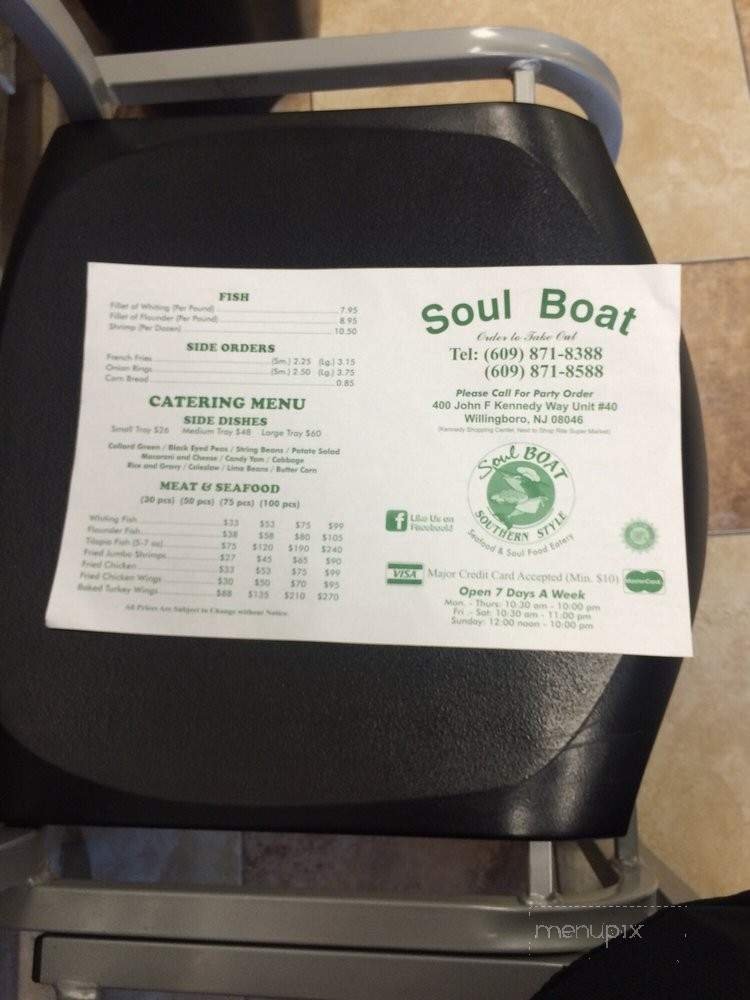 FISH
Fillet of Whiting (Per Pound) 7.95
Fillet of Flounder (Per Pound) 8.95
Shrimp (Per Dozen) 10.50
SIDE ORDERS
French Fries (Sm.) 2.25 (Lg.) 3.15
Onion Rings (Sm.) 2.50 (Lg.) 3.75
Corn Bread 0.85
CATERING MENU
SIDE DISHES
Small Tray $26 Medium Tray $48 Large Tray $60
Collard Green / Black Eyed Peas / String Beans / Potato Salad
Macaroni and Cheese / Candy Yam / Cabbage
Rice and Gravy / Coleslaw / Lima Beans / Butter Corn
MEAT & SEAFOOD
(30 pcs) (50 pcs) (75 pcs) (100 pcs)
Whiting Fish $33 $53 $75 $99
Flounder Fish $38 $58 $80 $105
Tilapia Fish (5-7 oz) $75 $120 $190 $240
Fried Jumbo Shrimps $27 $45 $65 $90
Fried Chicken $33 $53 $75 $99
Fried Chicken Wings $30 $50 $70 $95
Baked Turkey Wings $88 $135 $210 $270
All Prices Are Subject to Change without Notice.
Soul Boat
Order to Take Out
Tel: (609) 871-8388
(609) 871-8588
Please Call For Party Order
400 John F Kennedy Way Unit #40
Willingboro, NJ 08046
(Kennedy Shopping Center, Next to Shop Rite Super Market)
Soul BOAT
SOUTHERN STYLE
Seafood & Soul Food Eatery
f Like Us on
Facebook!
VISA Major Credit Card Accepted (Min. $10) MasterCard
Open 7 Days A Week
Mon. - Thurs: 10:30 am - 10:00 pm
Fri. - Sat: 10:30 am - 11:00 pm
Sunday: 12:00 noon - 10:00 pm
menupix